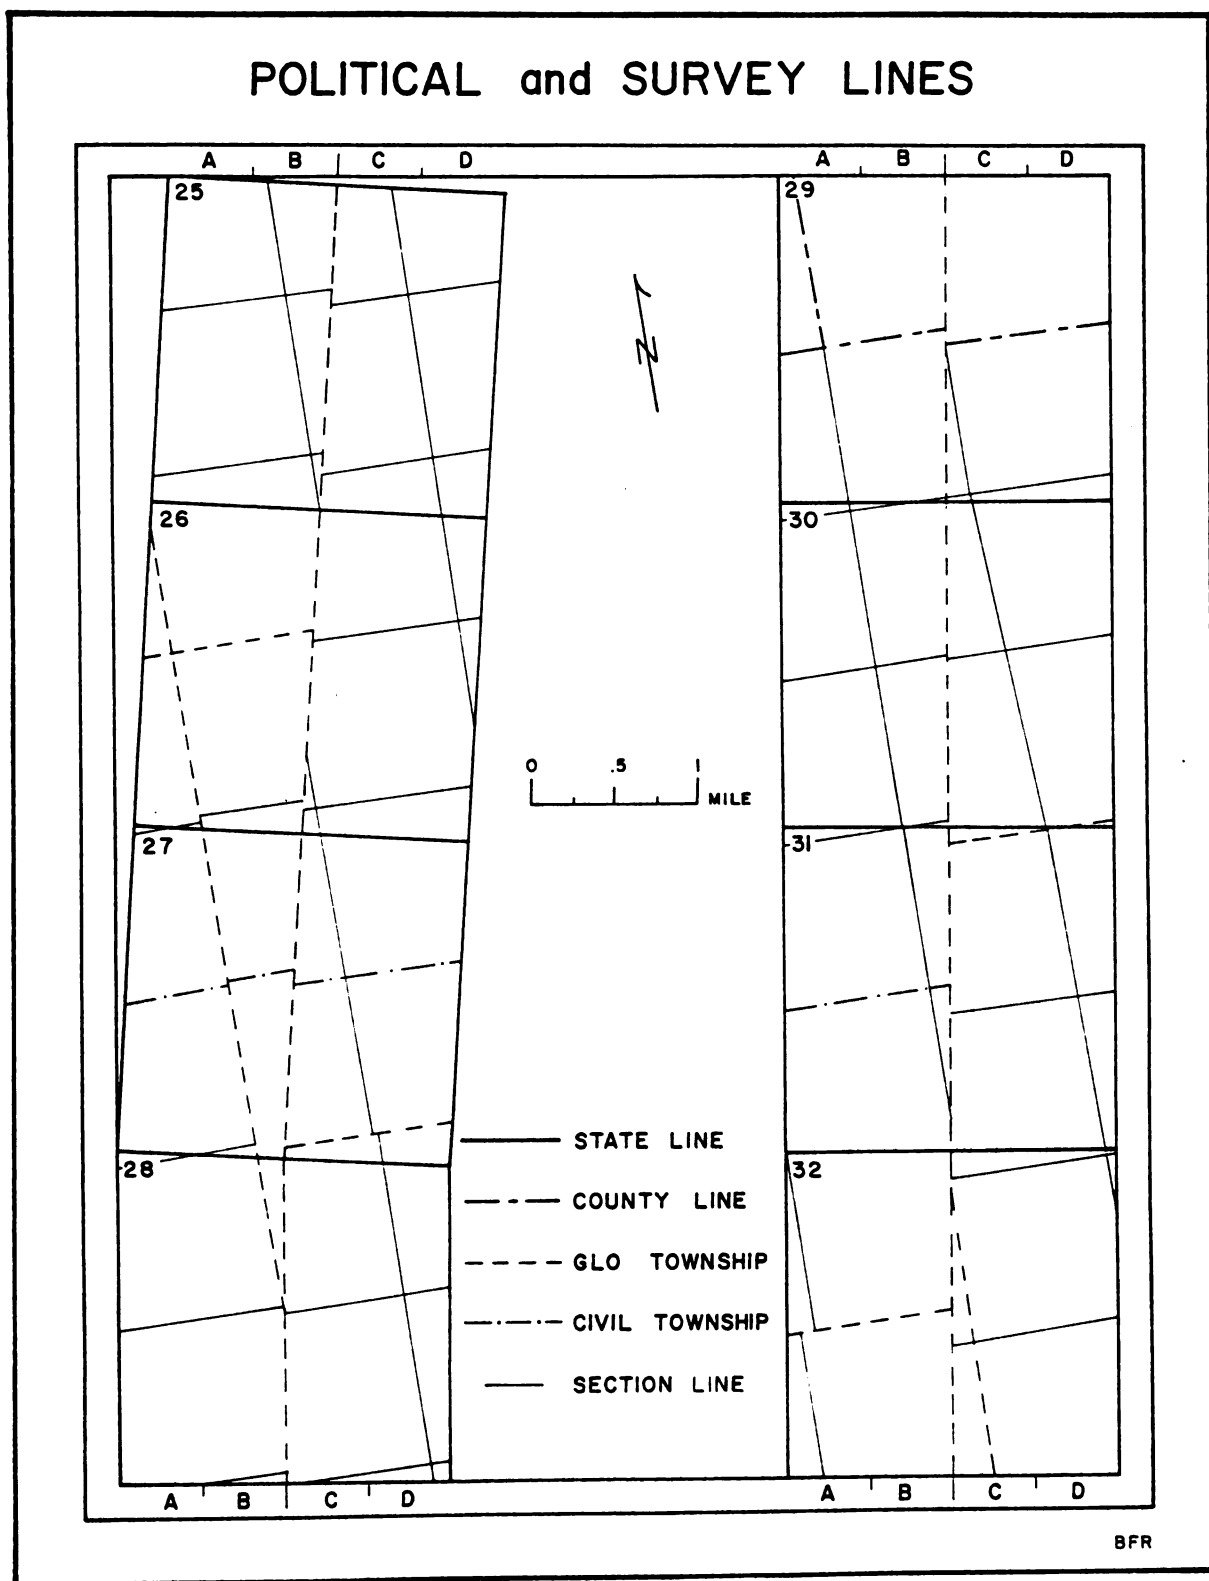 POLITICAL and SURVEY LINES
A B C D
A B C D
25
29
N
26
30
0 .5 1
MILE
27
31
STATE LINE
28
32
COUNTY LINE
GLO TOWNSHIP
CIVIL TOWNSHIP
SECTION LINE
A B C D
A B C D
BFR